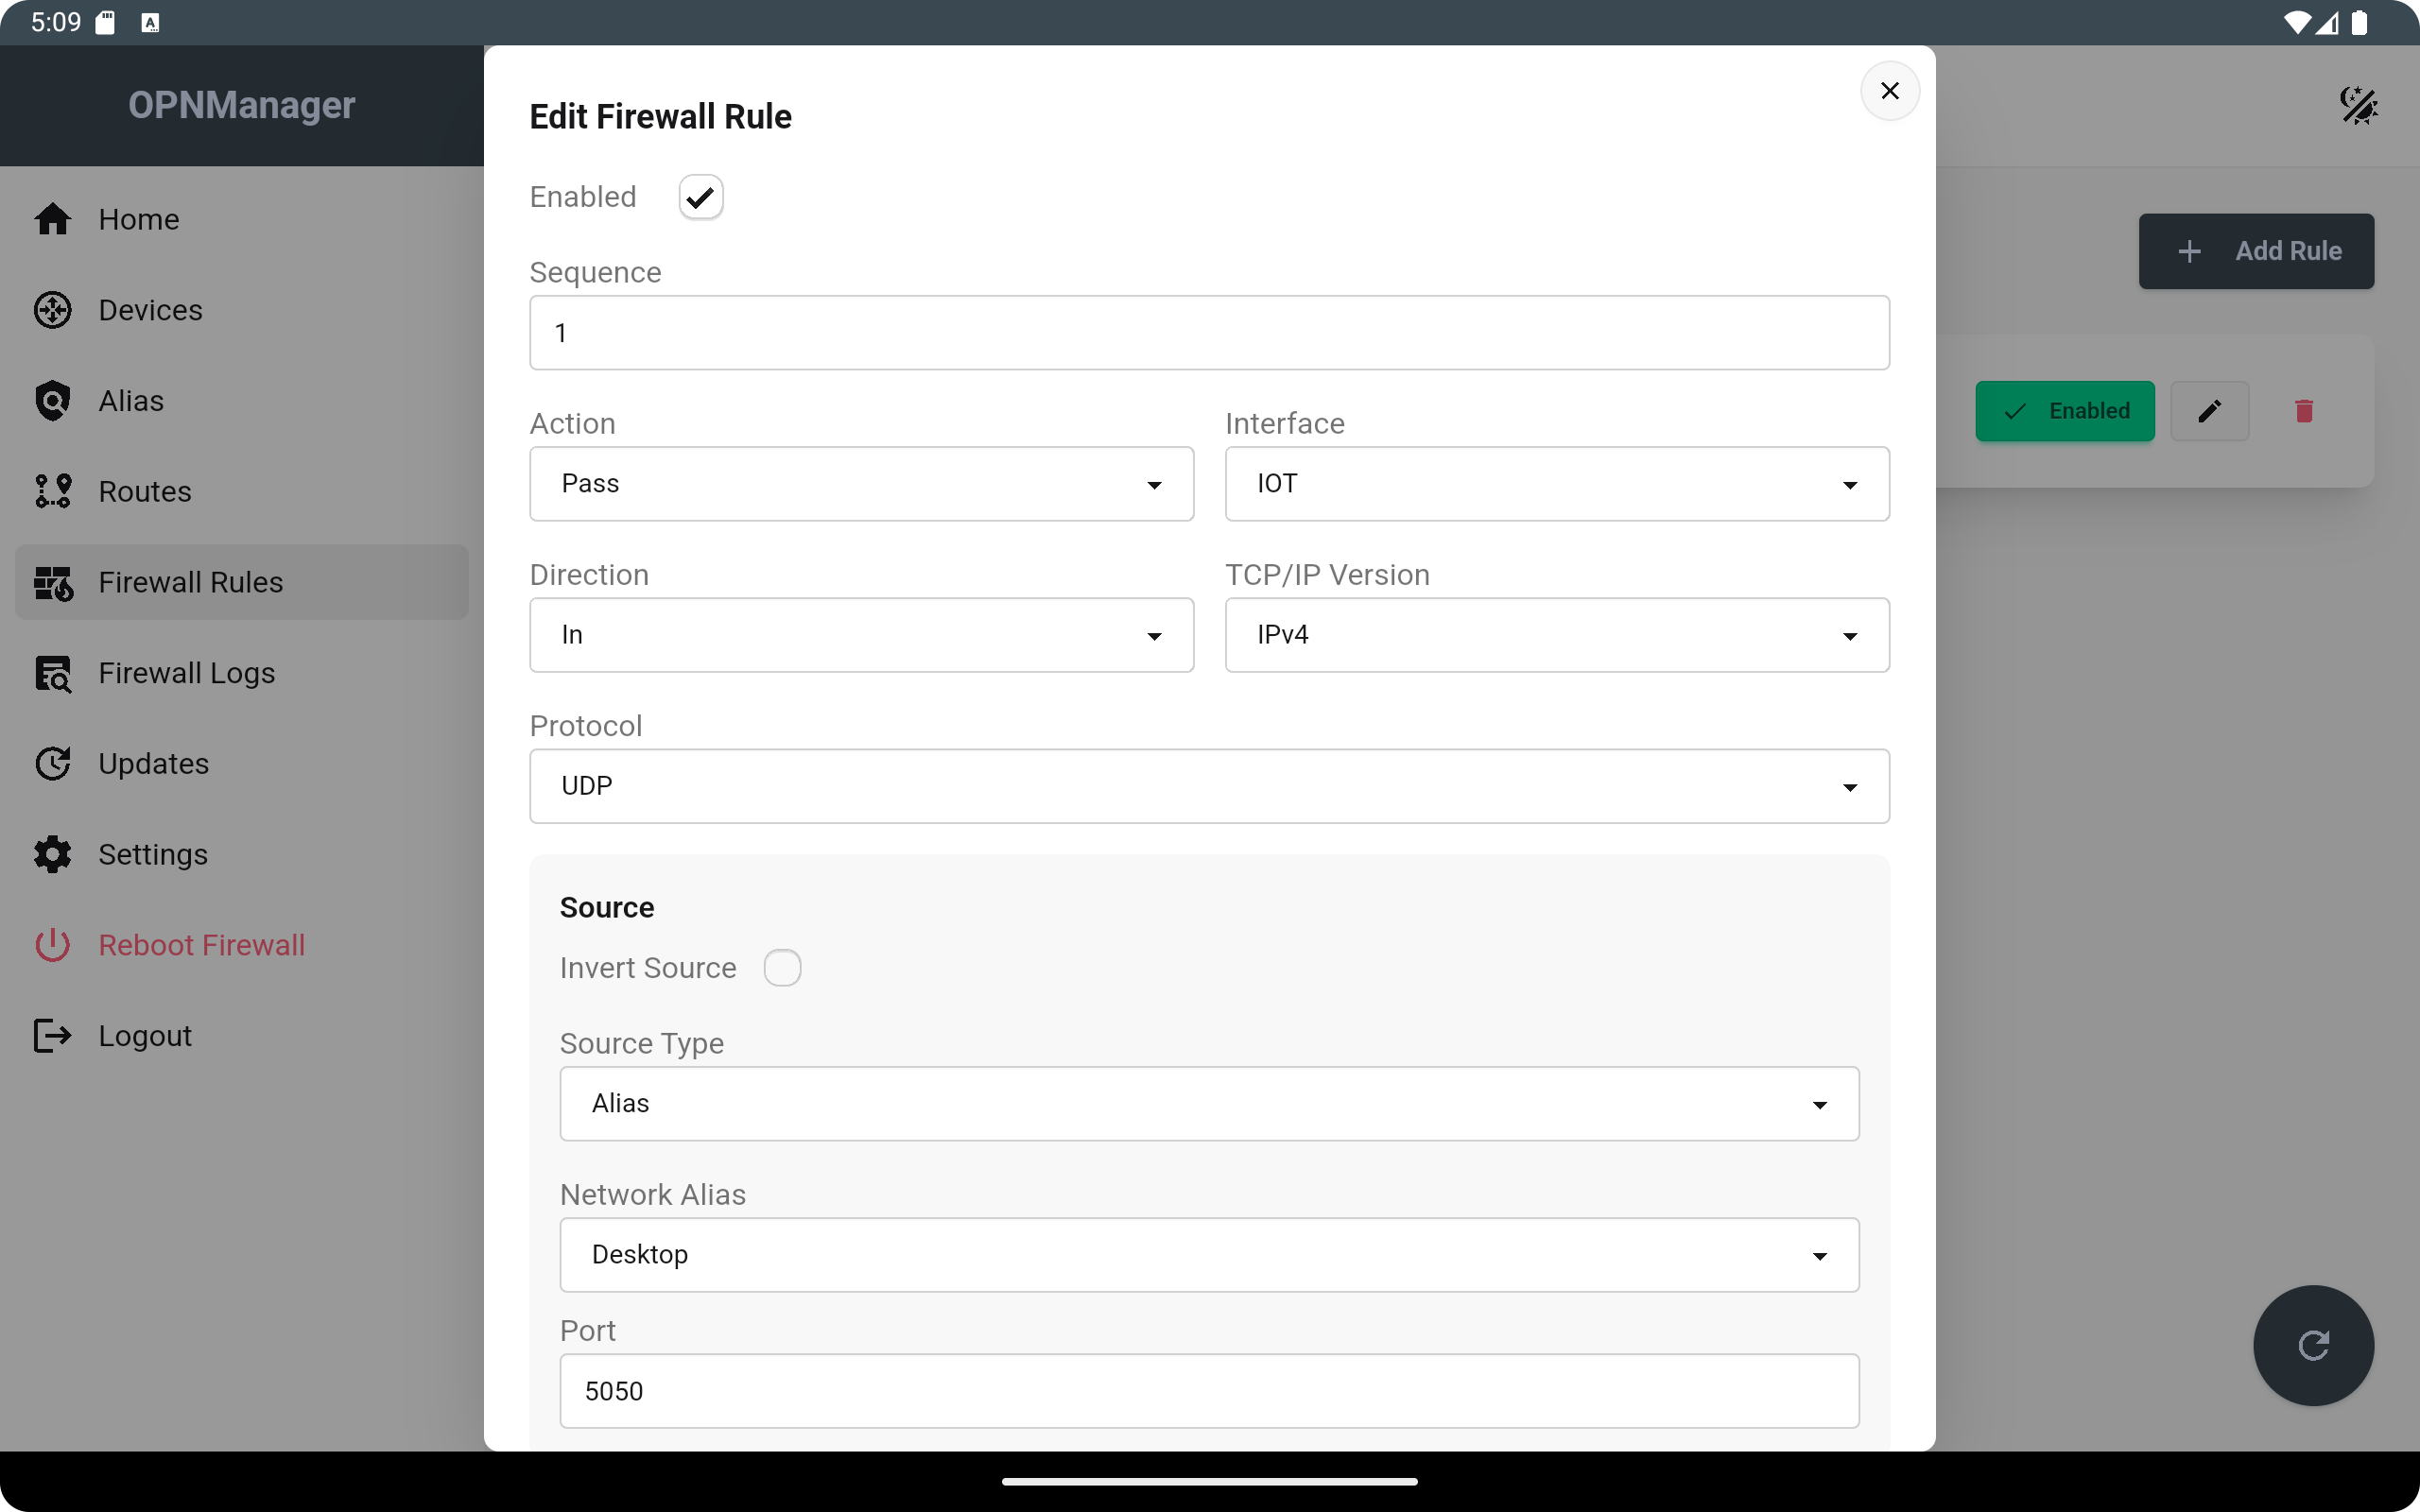 5:09
OPNManager
Home
Devices
Alias
Routes
Firewall Rules
Firewall Logs
Updates
Settings
Reboot Firewall
Logout
Edit Firewall Rule
Enabled
Sequence
1
Action
Interface
Pass
IOT
Direction
TCP/IP Version
In
IPv4
Protocol
UDP
Source
Invert Source
Source Type
Alias
Network Alias
Desktop
Port
5050
Add Rule
Enabled